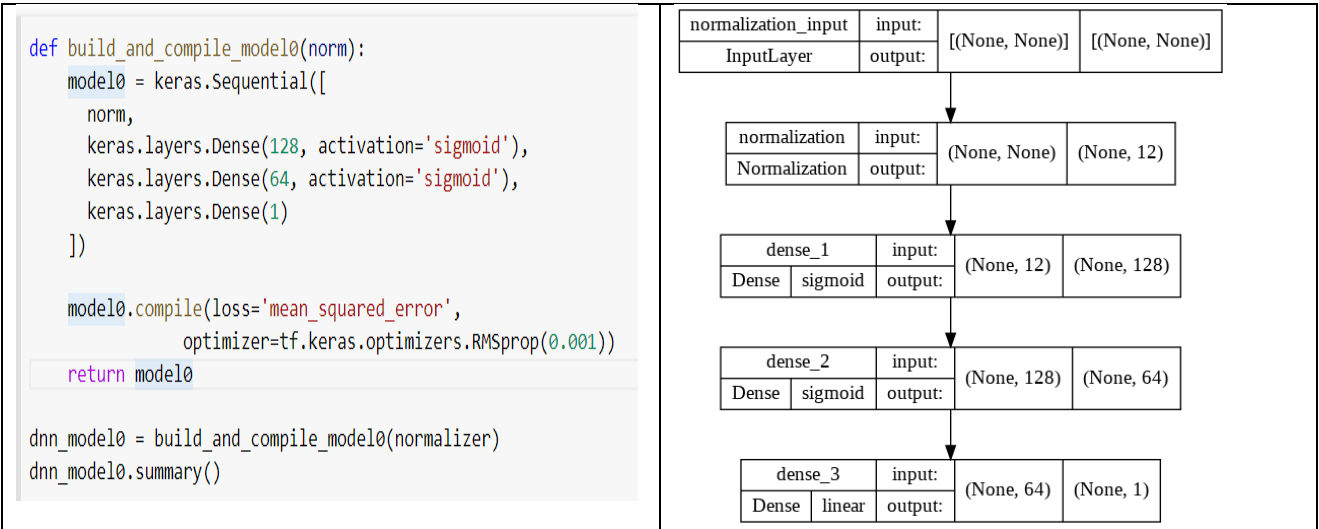 def build_and_compile_model0(norm):
    model0 = keras.Sequential([
      norm,
      keras.layers.Dense(128, activation='sigmoid'),
      keras.layers.Dense(64, activation='sigmoid'),
      keras.layers.Dense(1)
    ])
    model0.compile(loss='mean_squared_error',
                optimizer=tf.keras.optimizers.RMSprop(0.001))
    return model0
dnn_model0 = build_and_compile_model0(normalizer)
dnn_model0.summary()
normalization_input input: [(None, None)] [(None, None)]
InputLayer output:
normalization input: (None, None) (None, 12)
Normalization output:
dense_1 input: (None, 12) (None, 128)
Dense sigmoid output:
dense_2 input: (None, 128) (None, 64)
Dense sigmoid output:
dense_3 input: (None, 64) (None, 1)
Dense linear output: